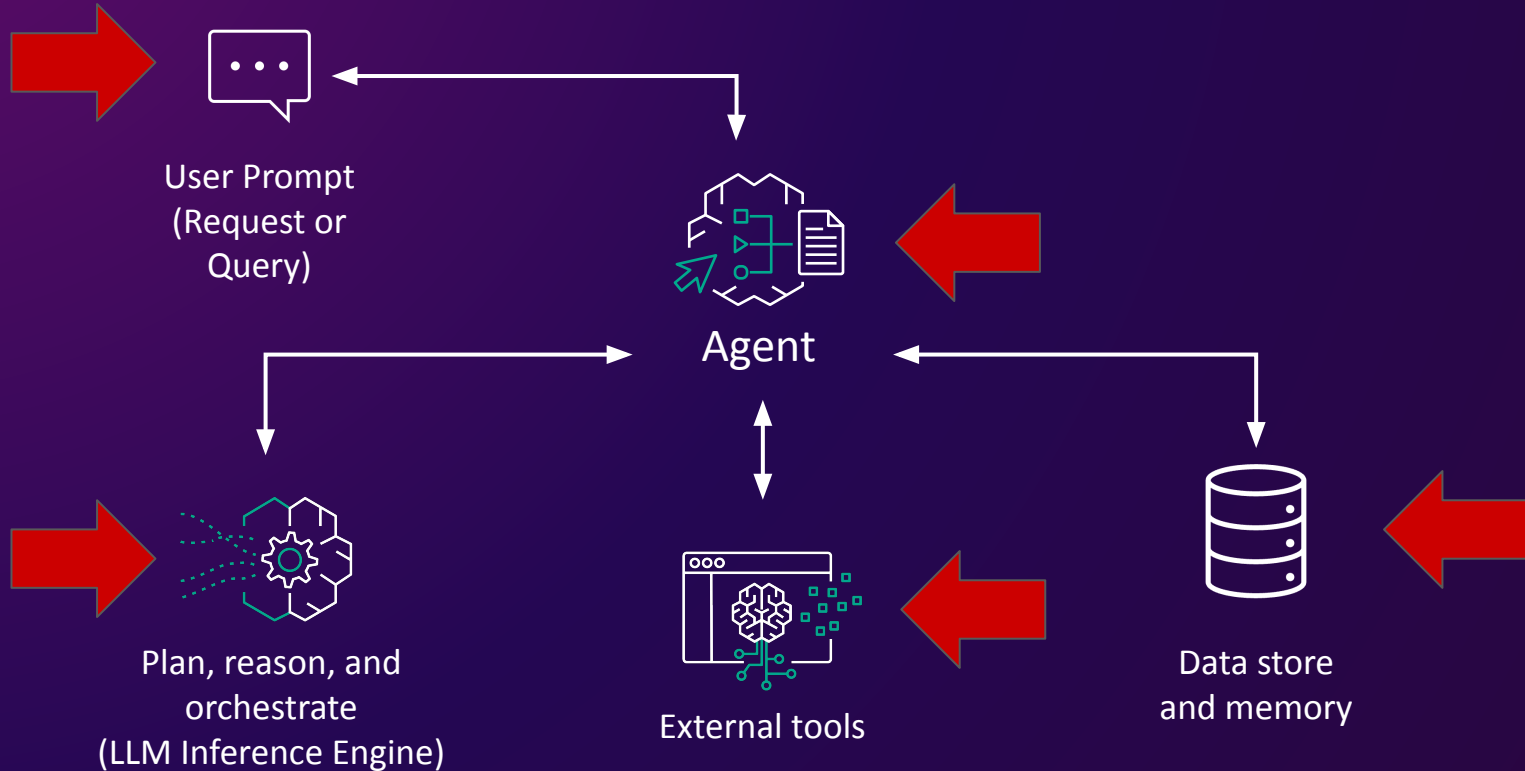 User Prompt
(Request or
Query)
Agent
Plan, reason, and
orchestrate
(LLM Inference Engine)
External tools
Data store
and memory